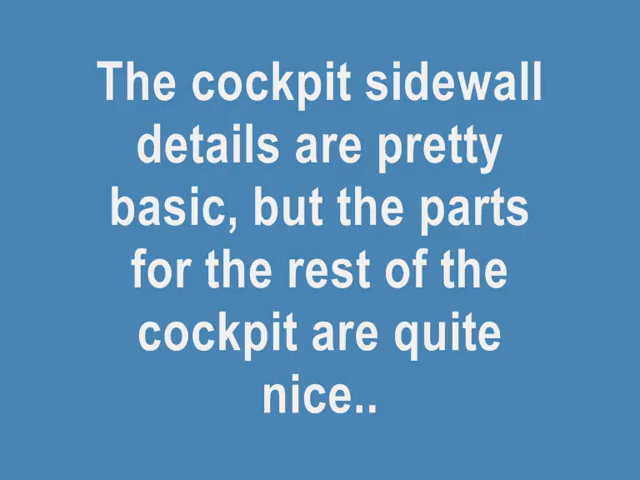 The cockpit sidewall
details are pretty
basic, but the parts
for the rest of the
cockpit are quite
nice..